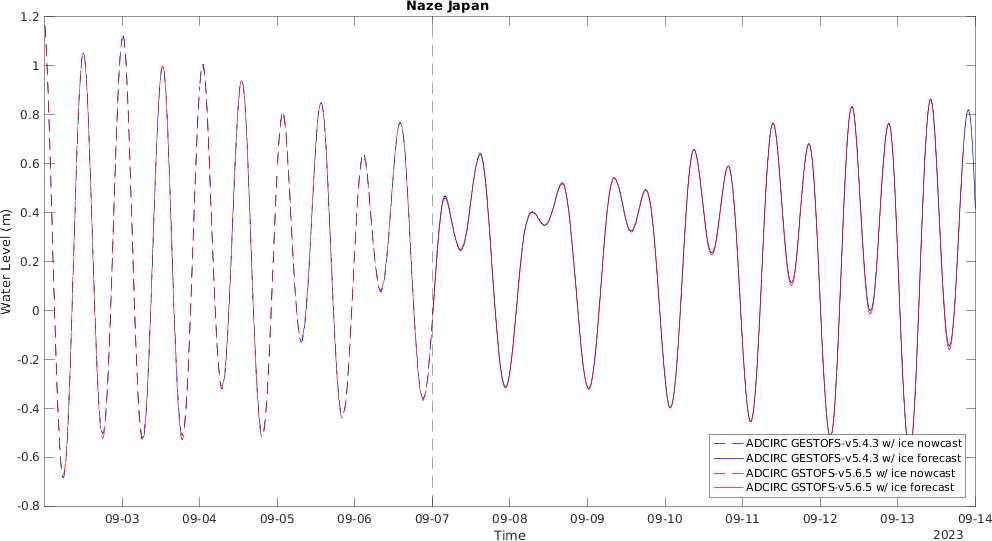 Naze Japan
1.2
1
0.8
0.6
0.4
0.2
0
-0.2
-0.4
-0.6
-0.8
Water Level (m)
ADCIRC GESTOFS-v5.4.3 w/ ice nowcast
ADCIRC GESTOFS-v5.4.3 w/ ice forecast
ADCIRC GSTOFS-v5.6.5 w/ ice nowcast
ADCIRC GSTOFS-v5.6.5 w/ ice forecast
09-03 09-04 09-05 09-06 09-07 09-08 09-09 09-10 09-11 09-12 09-13 09-14
Time
2023